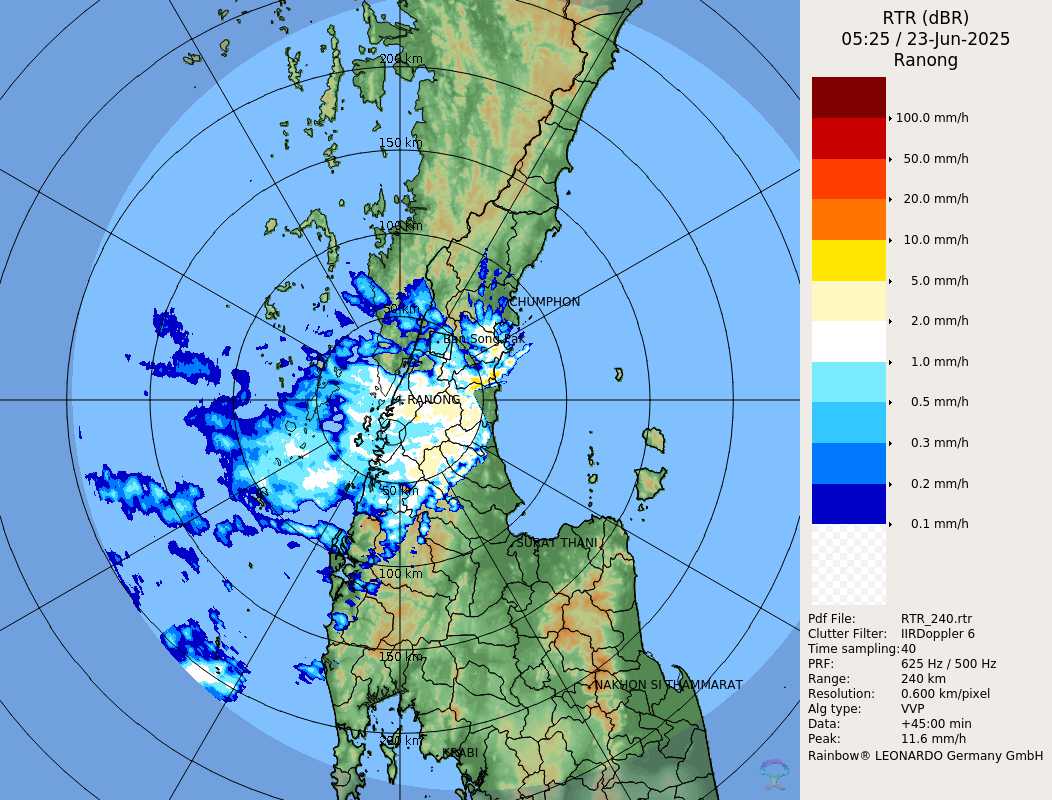 RTR (dBR)
05:25 / 23-Jun-2025
Ranong
100.0 mm/h
50.0 mm/h
20.0 mm/h
10.0 mm/h
5.0 mm/h
2.0 mm/h
1.0 mm/h
0.5 mm/h
0.3 mm/h
0.2 mm/h
0.1 mm/h
Pdf File: RTR_240.rtr
Clutter Filter: IIRDoppler 6
Time sampling: 40
PRF: 625 Hz / 500 Hz
Range: 240 km
Resolution: 0.600 km/pixel
Alg type: VVP
Data: +45:00 min
Peak: 11.6 mm/h
Rainbow® LEONARDO Germany GmbH
200 km
150 km
100 km
CHUMPHON
50 km
RANONG
50 km
SURAT THANI
100 km
150 km
NAKHON SI THAMMARAT
200 km
KRABI